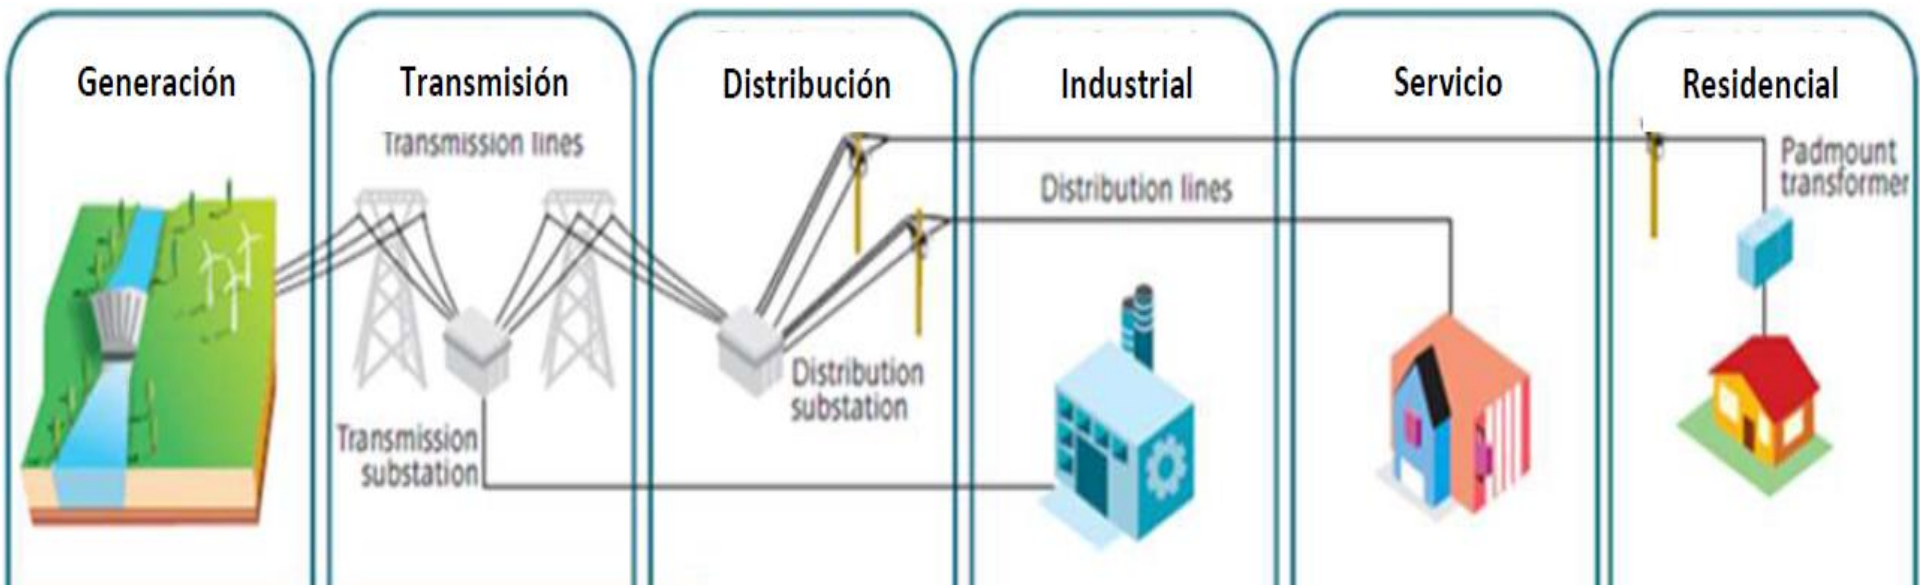 Generación
Transmisión
Distribución
Industrial
Servicio
Residencial
Transmission lines
Padmount
transformer
Distribution lines
Distribution
substation
Transmission
substation